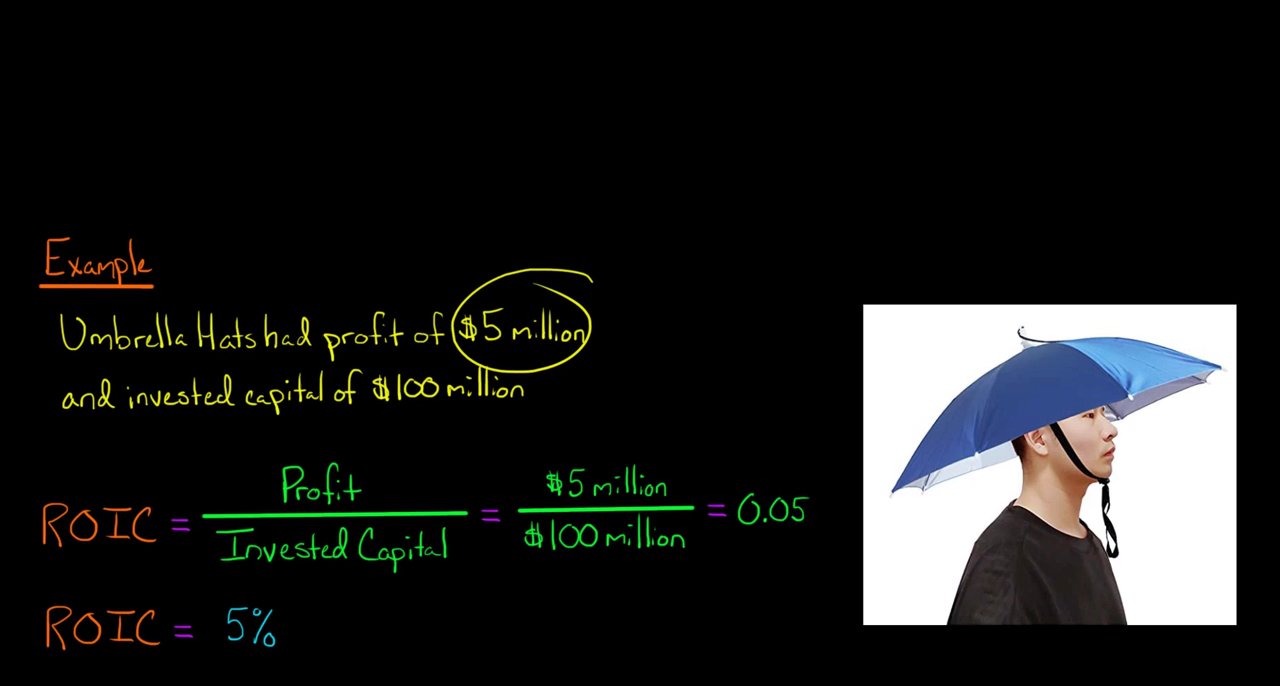 Example
Umbrella Hats had profit of $5 million
and invested capital of $100 million
ROIC = Profit / Invested Capital = $5 million / $100 million = 0.05
ROIC = 5%